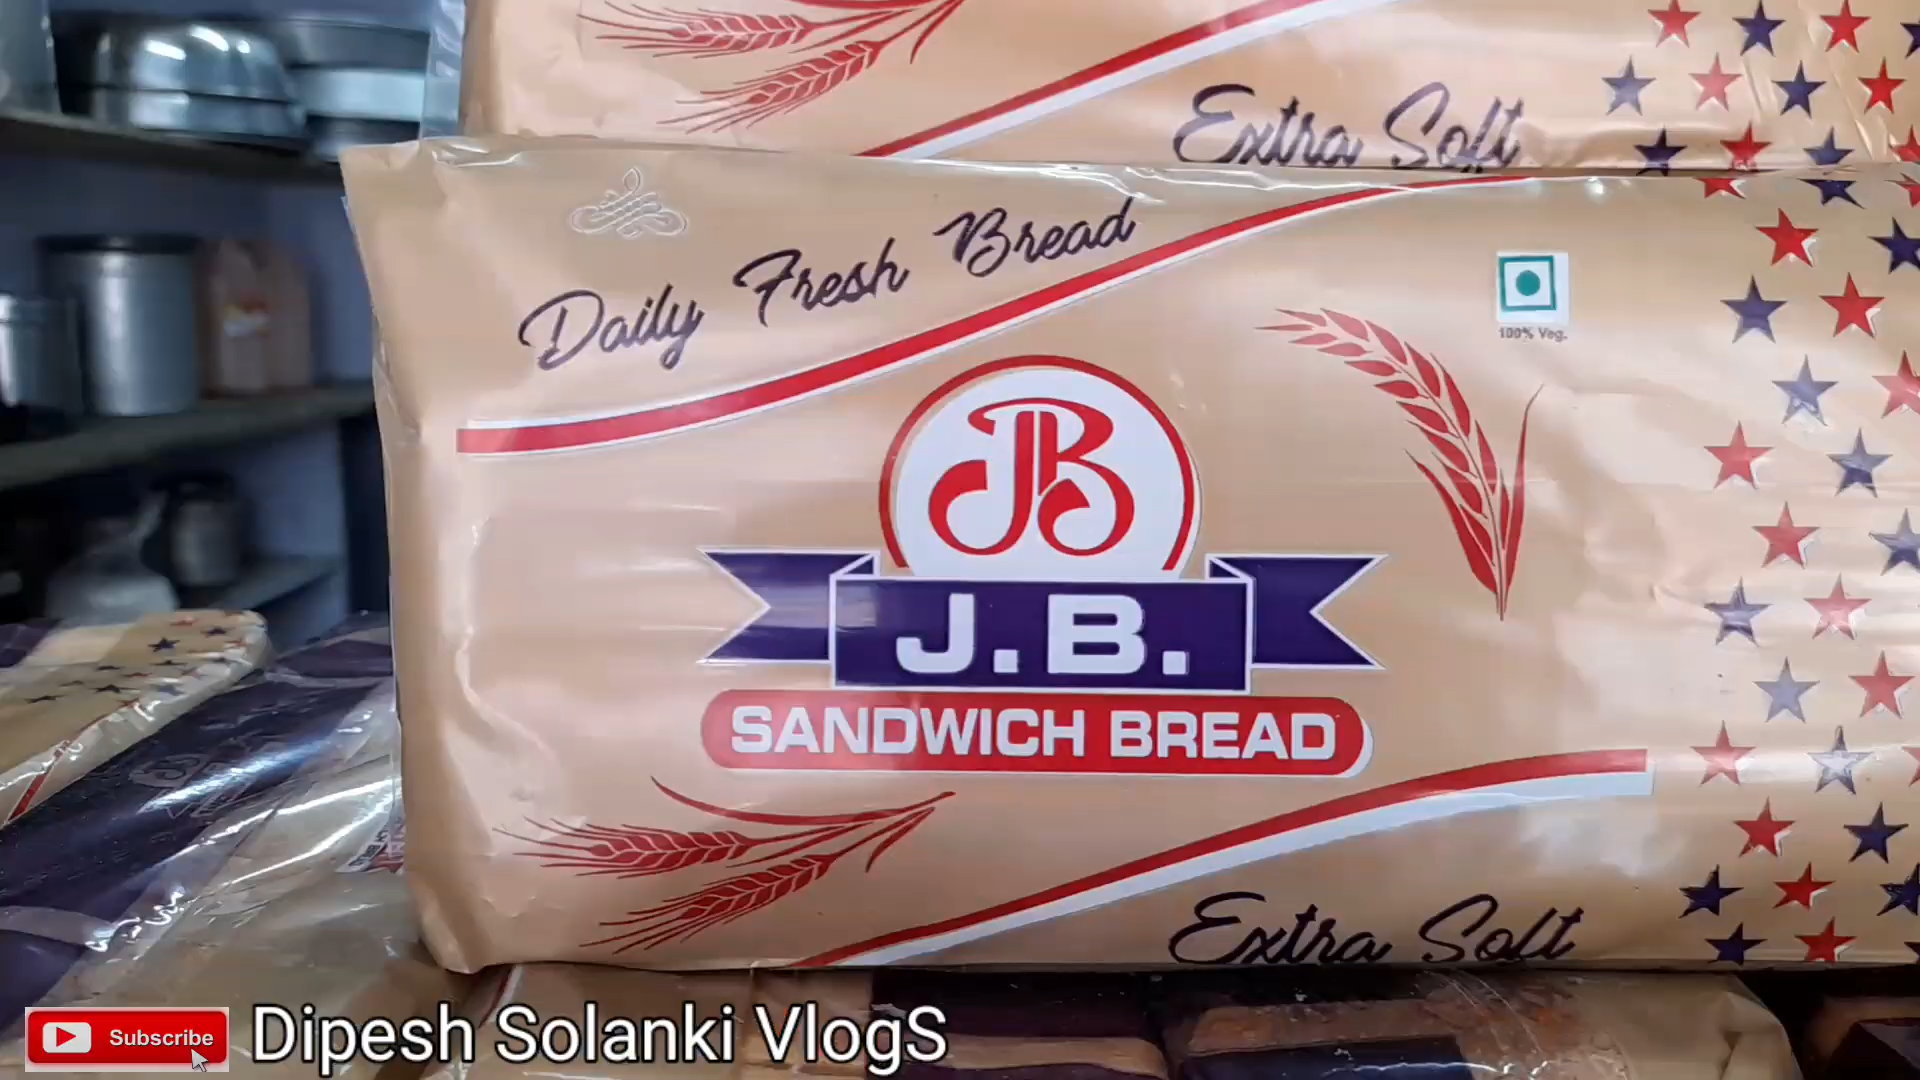 Extra Soft
Daily Fresh Bread
100% Veg.
JB
J.B.
SANDWICH BREAD
Extra Soft
Subscribe
Dipesh Solanki VlogS